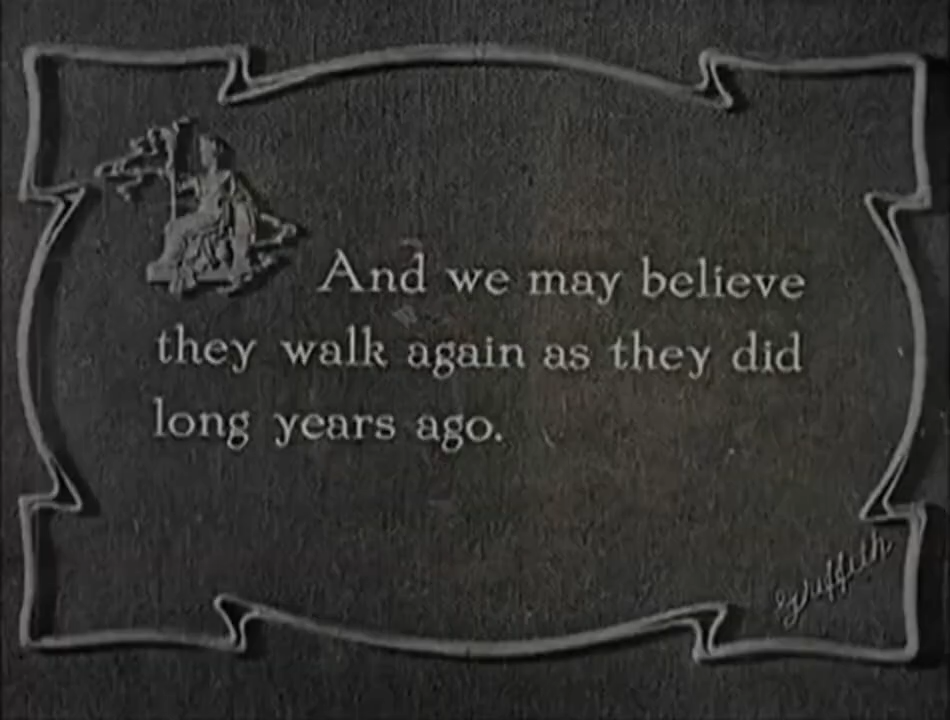 And we may believe
they walk again as they did
long years ago.
Griffith